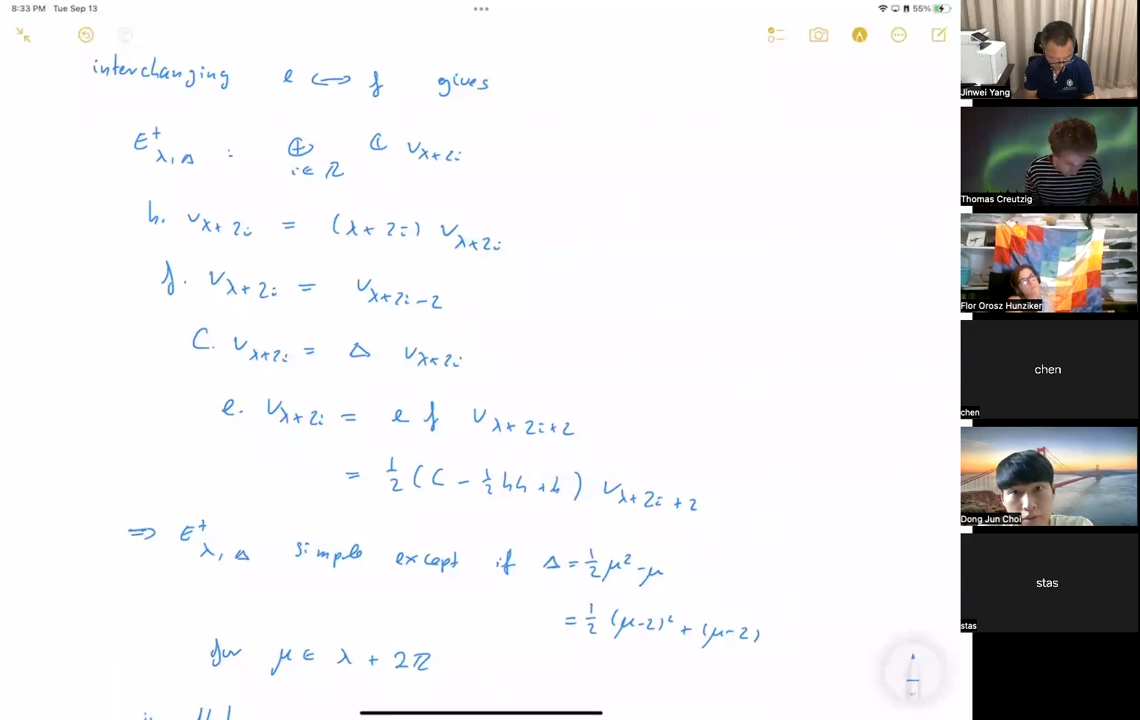 8:33 PM Tue Sep 13
55%
interchanging e ⟷ f gives
E⁺_{λ,Δ} : ⊕_{i∈ℤ} ℂ v_{λ+2i}
h. v_{λ+2i} = (λ+2i) v_{λ+2i}
f. v_{λ+2i} = v_{λ+2i-2}
C. v_{λ+2i} = Δ v_{λ+2i}
e. v_{λ+2i} = e f v_{λ+2i+2}
= 1/2 (C - 1/2 hh + h) v_{λ+2i+2}
⇒ E⁺_{λ,Δ} simple except if Δ = 1/2 μ² - μ
= 1/2 (μ-2)² + (μ-2)
for μ ∈ λ + 2ℤ
Jinwei Yang
Thomas Creutzig
Flor Orosz Hunziker
chen
chen
Dong Jun Choi
stas
stas